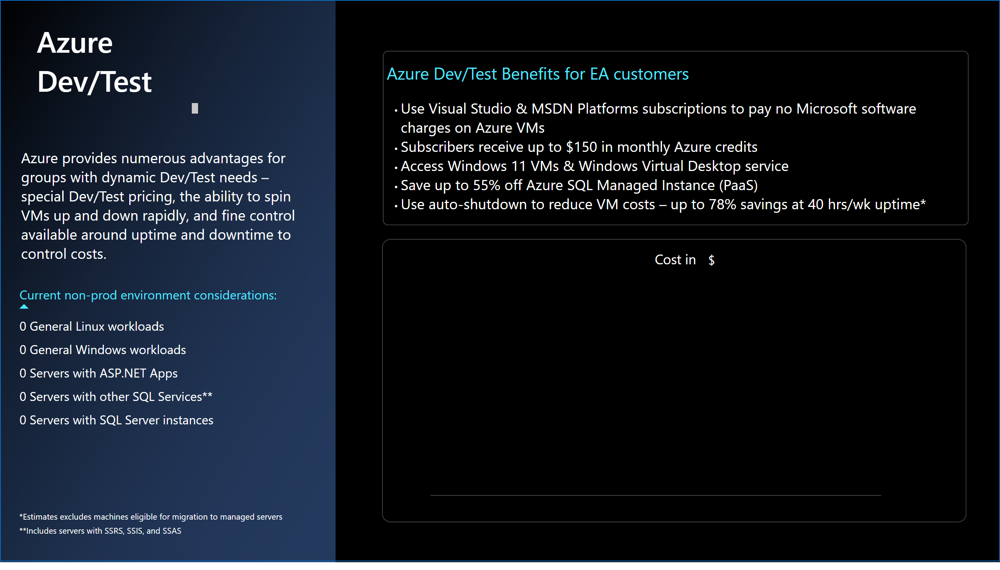 Azure
Dev/Test
Azure provides numerous advantages for
groups with dynamic Dev/Test needs –
special Dev/Test pricing, the ability to spin
VMs up and down rapidly, and fine control
available around uptime and downtime to
control costs.
Current non-prod environment considerations:
0 General Linux workloads
0 General Windows workloads
0 Servers with ASP.NET Apps
0 Servers with other SQL Services**
0 Servers with SQL Server instances
*Estimates excludes machines eligible for migration to managed servers
**Includes servers with SSRS, SSIS, and SSAS
Azure Dev/Test Benefits for EA customers
• Use Visual Studio & MSDN Platforms subscriptions to pay no Microsoft software
charges on Azure VMs
• Subscribers receive up to $150 in monthly Azure credits
• Access Windows 11 VMs & Windows Virtual Desktop service
• Save up to 55% off Azure SQL Managed Instance (PaaS)
• Use auto-shutdown to reduce VM costs – up to 78% savings at 40 hrs/wk uptime*
Cost in $